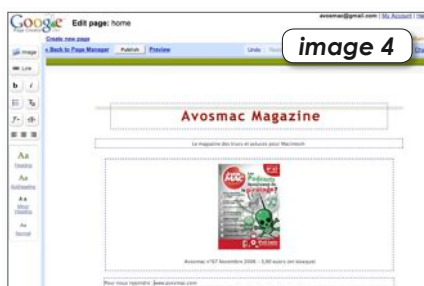 avosmac@gmail.com | My Account |
Google
Edit page: home
Create new page
« Back to Page Manager
Publish
Preview
Undo
image 4
Image
Link
b i
Aa
Heading
Aa
Subheading
Aa
Minor Heading
Aa
Normal
Avosmac Magazine
Le magazine des trucs et astuces pour Macintosh
Avosmac n°67 Novembre 2006 - 3,80 euros (en kiosque)
Pour nous rejoindre: www.avosmac.com